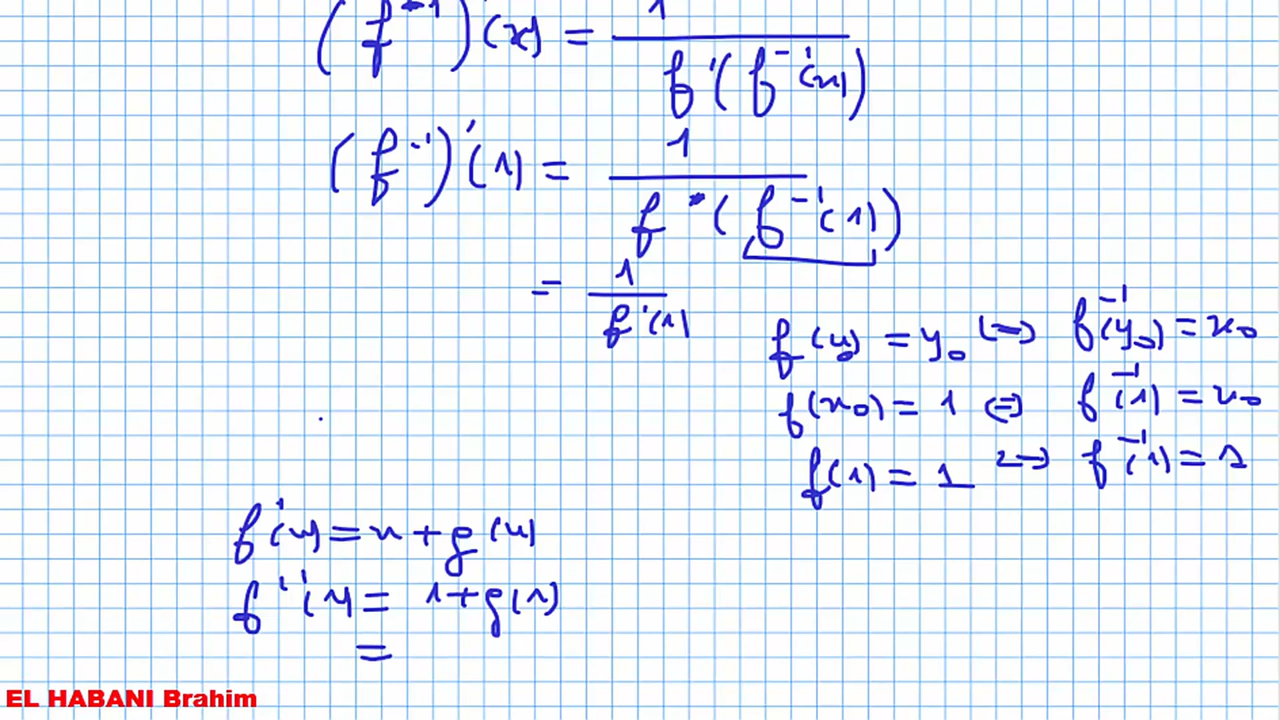 (f⁻¹)'(x) = 1 / f'(f⁻¹(x))
(f⁻¹)'(1) = 1 / f'(f⁻¹(1))
= 1 / f'(1)
f(x₀) = y₀ ⟺ f⁻¹(y₀) = x₀
f(x₀) = 1 ⟺ f⁻¹(1) = x₀
f(1) = 1 ⟺ f⁻¹(1) = 1
f'(x) = x + g(x)
f'(1) = 1 + g(1)
=
EL HABANI Brahim